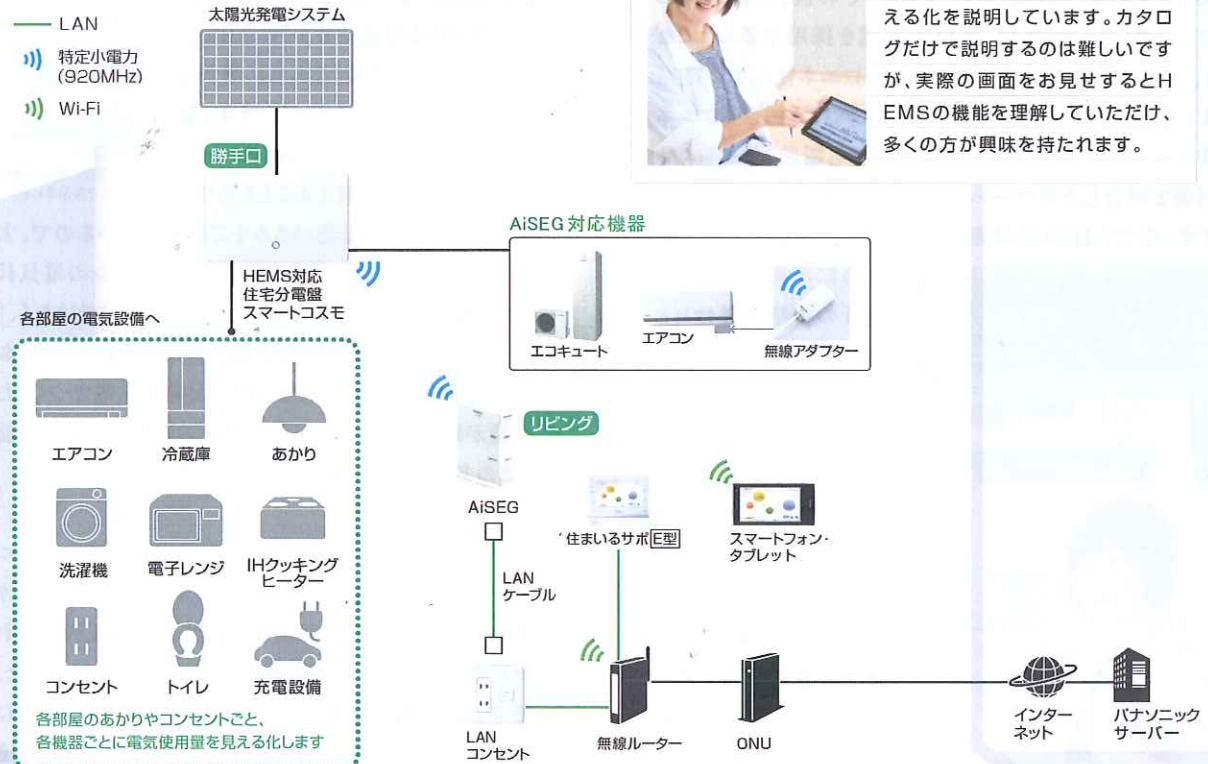 LAN
特定小電力
(920MHz)
Wi-Fi
太陽光発電システム
える化を説明しています。カタロ
グだけで説明するのは難しいです
が、実際の画面をお見せするとH
EMSの機能を理解していただけ、
多くの方が興味を持たれます。
勝手口
HEMS対応
住宅分電盤
スマートコスモ
AiSEG対応機器
エコキュート
エアコン
無線アダプター
各部屋の電気設備へ
エアコン
冷蔵庫
あかり
洗濯機
電子レンジ
IHクッキング
ヒーター
コンセント
トイレ
充電設備
各部屋のあかりやコンセントごと、
各機器ごとに電気使用量を見える化します
リビング
AiSEG
住まいるサポE型
スマートフォン・
タブレット
LAN
ケーブル
LAN
コンセント
無線ルーター
ONU
インター
ネット
パナソニック
サーバー